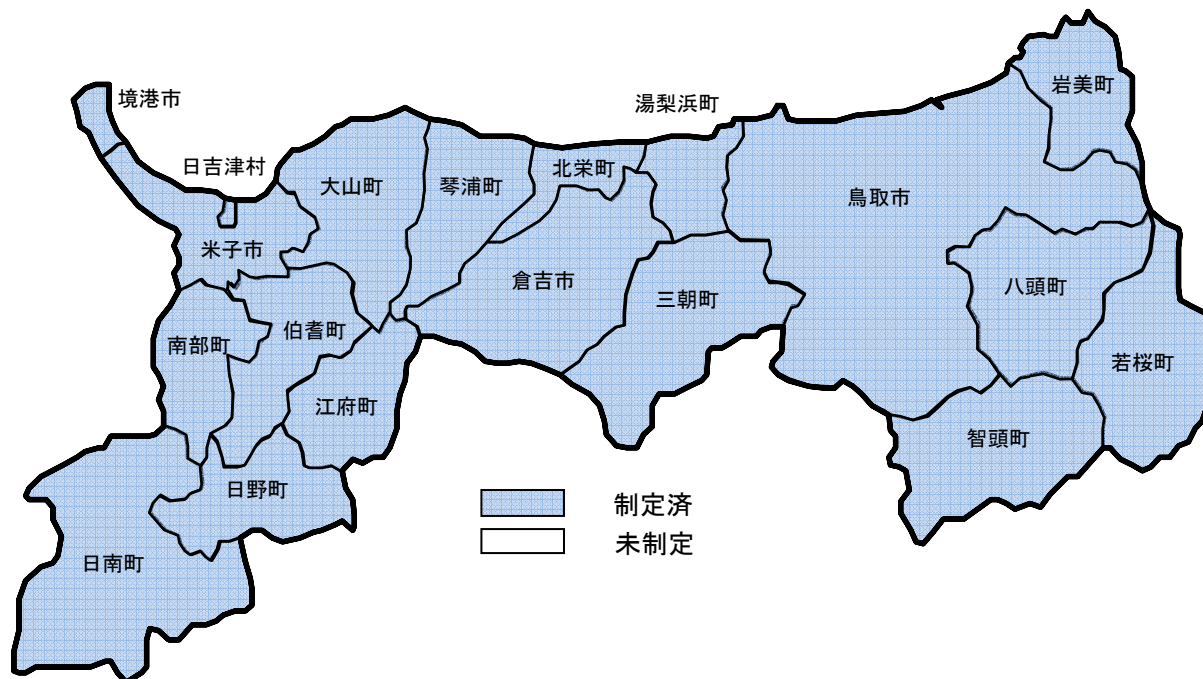 岩美町
境港市
湯梨浜町
日吉津村
北栄町
大山町
琴浦町
鳥取市
米子市
倉吉市
三朝町
八頭町
伯耆町
南部町
若桜町
江府町
智頭町
日野町
制定済
未制定
日南町